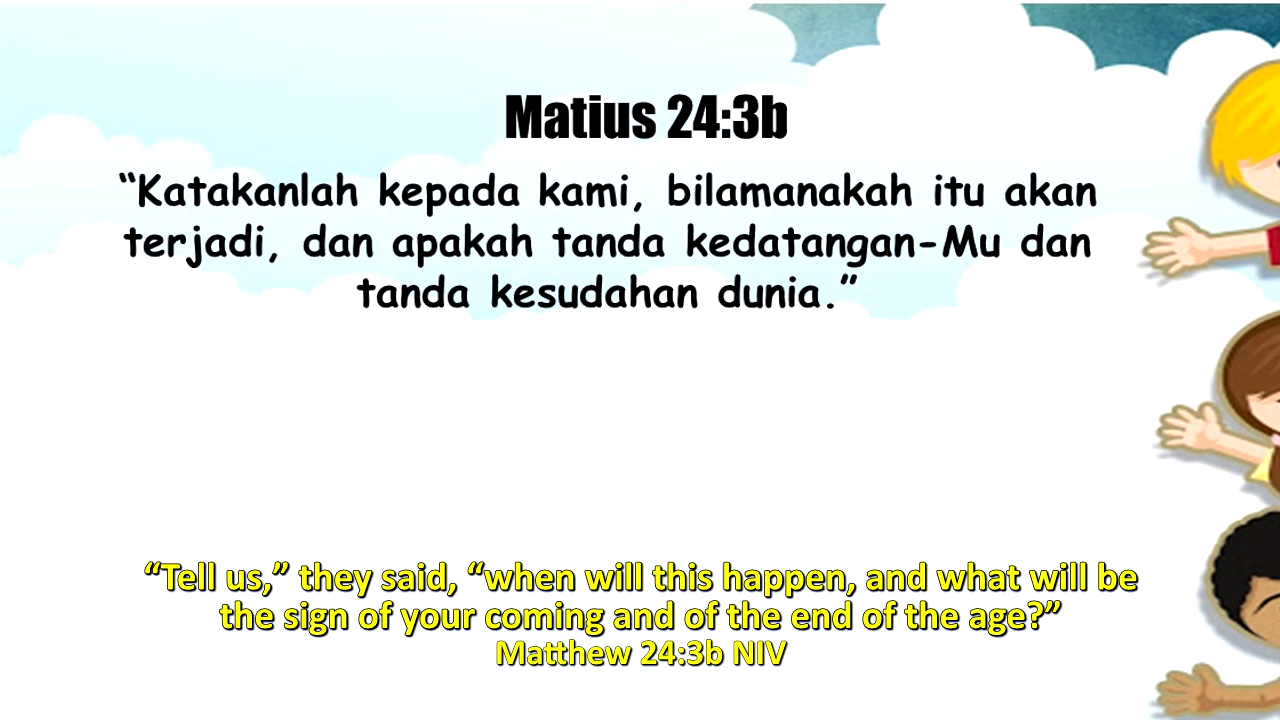 Matius 24:3b
“Katakanlah kepada kami, bilamanakah itu akan
terjadi, dan apakah tanda kedatangan-Mu dan
tanda kesudahan dunia.”
“Tell us,” they said, “when will this happen, and what will be
the sign of your coming and of the end of the age?”
Matthew 24:3b NIV